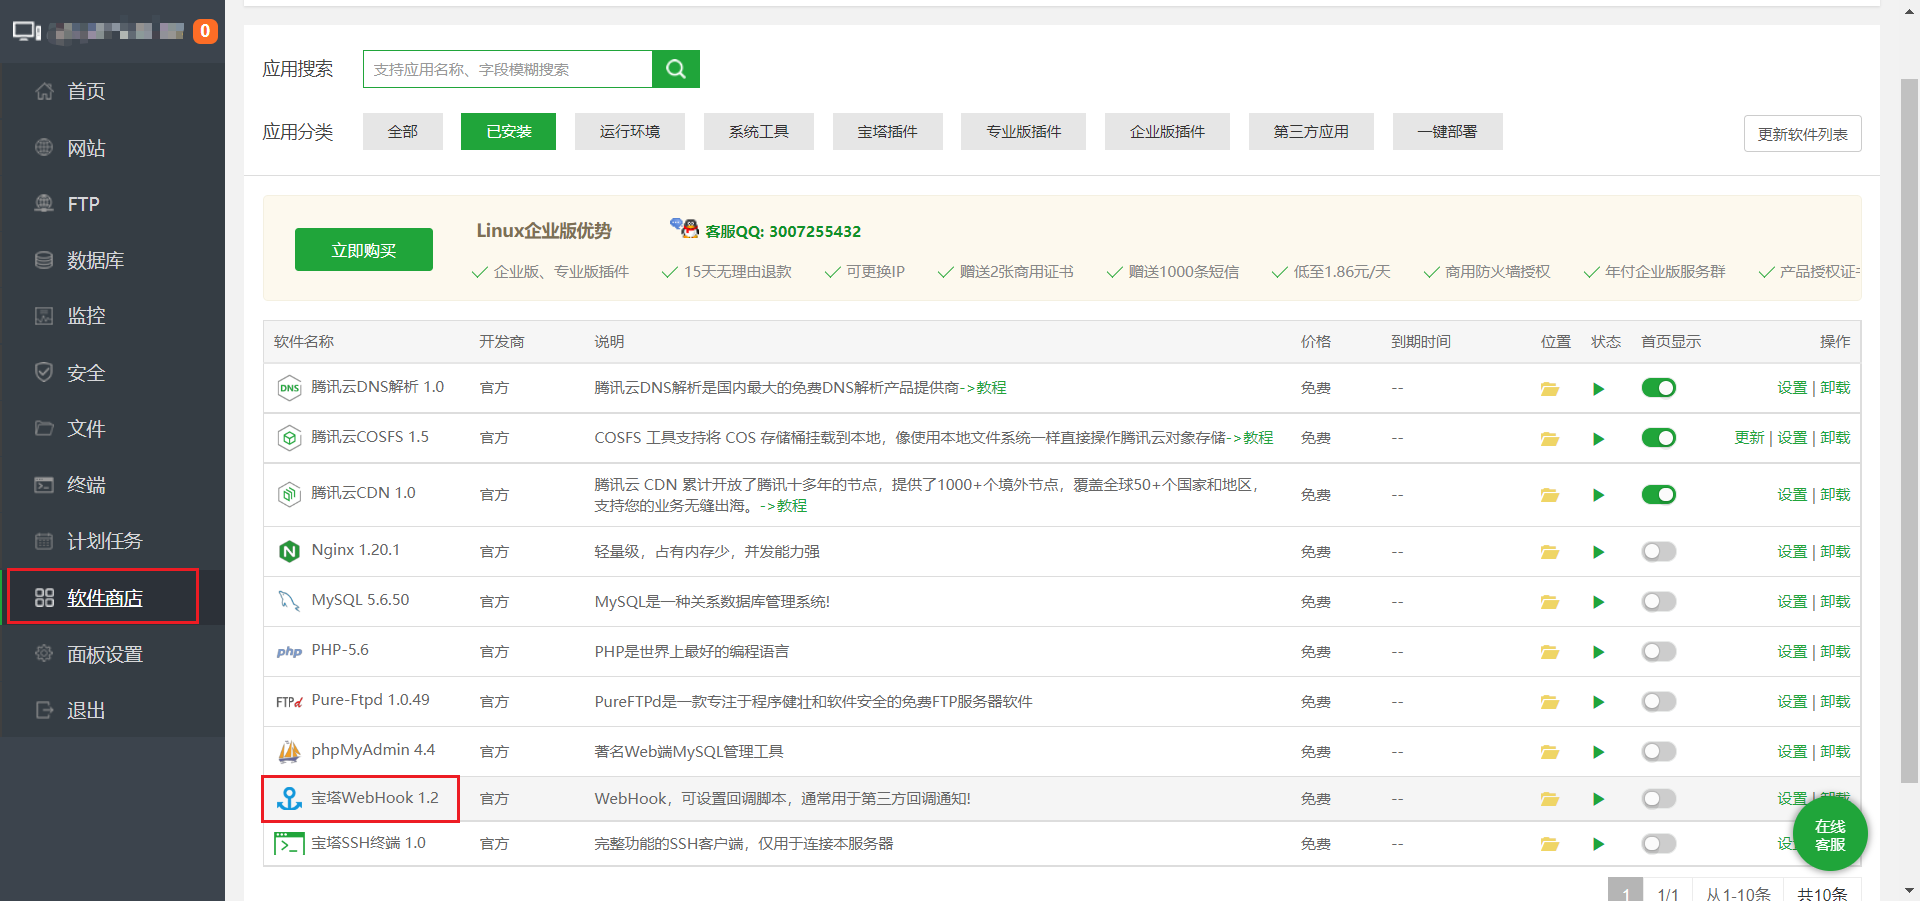 0
首页
网站
FTP
数据库
监控
安全
文件
终端
计划任务
软件商店
面板设置
退出
应用搜索 支持应用名称、字段模糊搜索
应用分类 全部 已安装 运行环境 系统工具 宝塔插件 专业版插件 企业版插件 第三方应用 一键部署 更新软件列表
立即购买 Linux企业版优势 客服QQ: 3007255432
企业版、专业版插件 15天无理由退款 可更换IP 赠送2张商用证书 赠送1000条短信 低至1.86元/天 商用防火墙授权 年付企业版服务群 产品授权证
软件名称 开发商 说明 价格 到期时间 位置 状态 首页显示 操作
DNS 腾讯云DNS解析 1.0 官方 腾讯云DNS解析是国内最大的免费DNS解析产品提供商->教程 免费 -- 设置 | 卸载
腾讯云COSFS 1.5 官方 COSFS 工具支持将 COS 存储桶挂载到本地，像使用本地文件系统一样直接操作腾讯云对象存储->教程 免费 -- 更新 | 设置 | 卸载
腾讯云CDN 1.0 官方 腾讯云 CDN 累计开放了腾讯十多年的节点，提供了1000+个境外节点，覆盖全球50+个国家和地区，
支持您的业务无缝出海。->教程 免费 -- 设置 | 卸载
N Nginx 1.20.1 官方 轻量级，占有内存少，并发能力强 免费 -- 设置 | 卸载
MySQL 5.6.50 官方 MySQL是一种关系数据库管理系统! 免费 -- 设置 | 卸载
php PHP-5.6 官方 PHP是世界上最好的编程语言 免费 -- 设置 | 卸载
FTPd Pure-Ftpd 1.0.49 官方 PureFTPd是一款专注于程序健壮和软件安全的免费FTP服务器软件 免费 -- 设置 | 卸载
phpMyAdmin 4.4 官方 著名Web端MySQL管理工具 免费 -- 设置 | 卸载
宝塔WebHook 1.2 官方 WebHook，可设置回调脚本，通常用于第三方回调通知! 免费 -- 设置 | 卸载
宝塔SSH终端 1.0 官方 完整功能的SSH客户端，仅用于连接本服务器 免费 -- 设
在线
客服
1 1/1 从1-10条 共10条